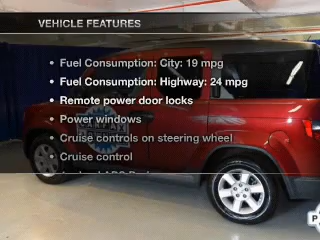 VEHICLE FEATURES
• Fuel Consumption: City: 19 mpg
• Fuel Consumption: Highway: 24 mpg
• Remote power door locks
• Power windows
• Cruise controls on steering wheel
• Cruise control